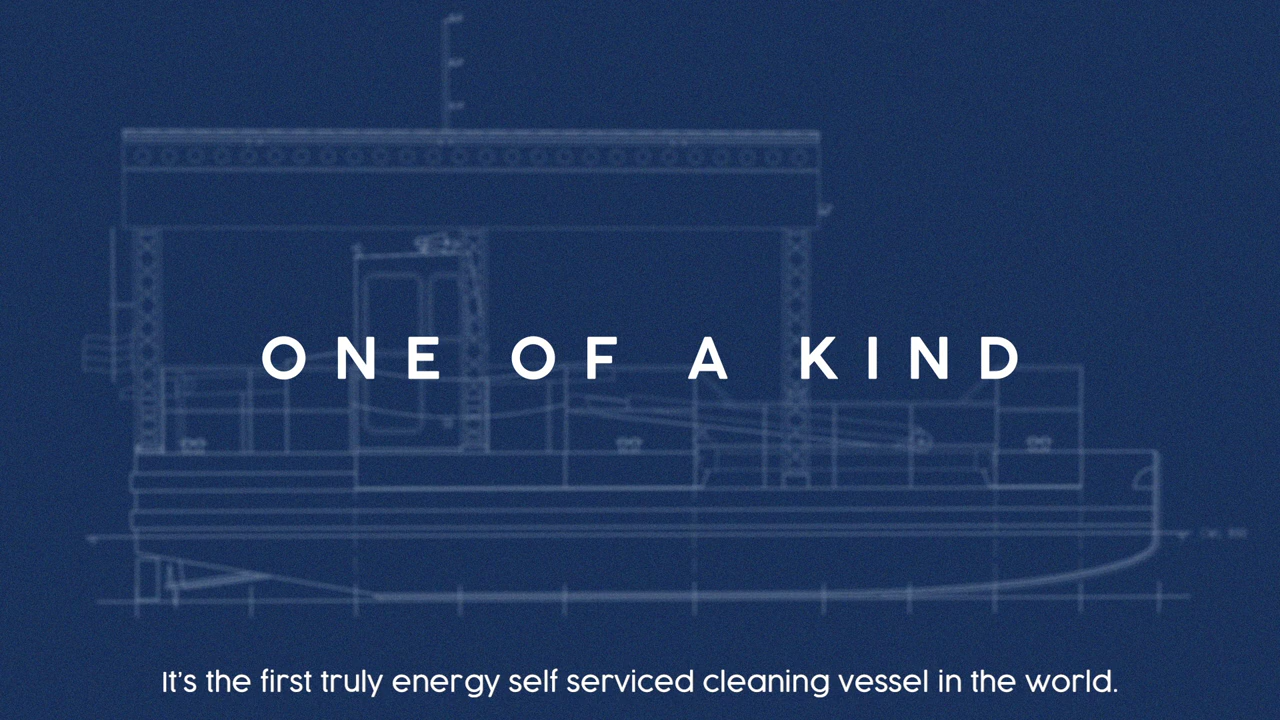 ONE OF A KIND
It's the first truly energy self serviced cleaning vessel in the world.